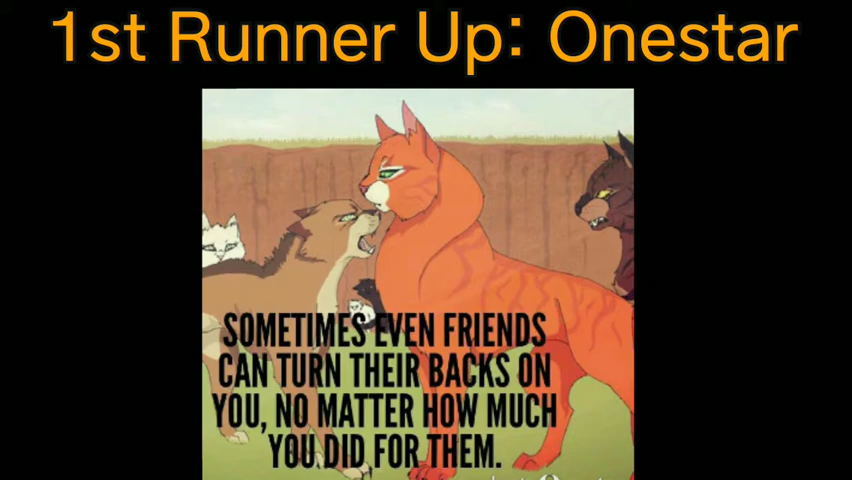 1st Runner Up: Onestar
SOMETIMES EVEN FRIENDS
CAN TURN THEIR BACKS ON
YOU, NO MATTER HOW MUCH
YOU DID FOR THEM.